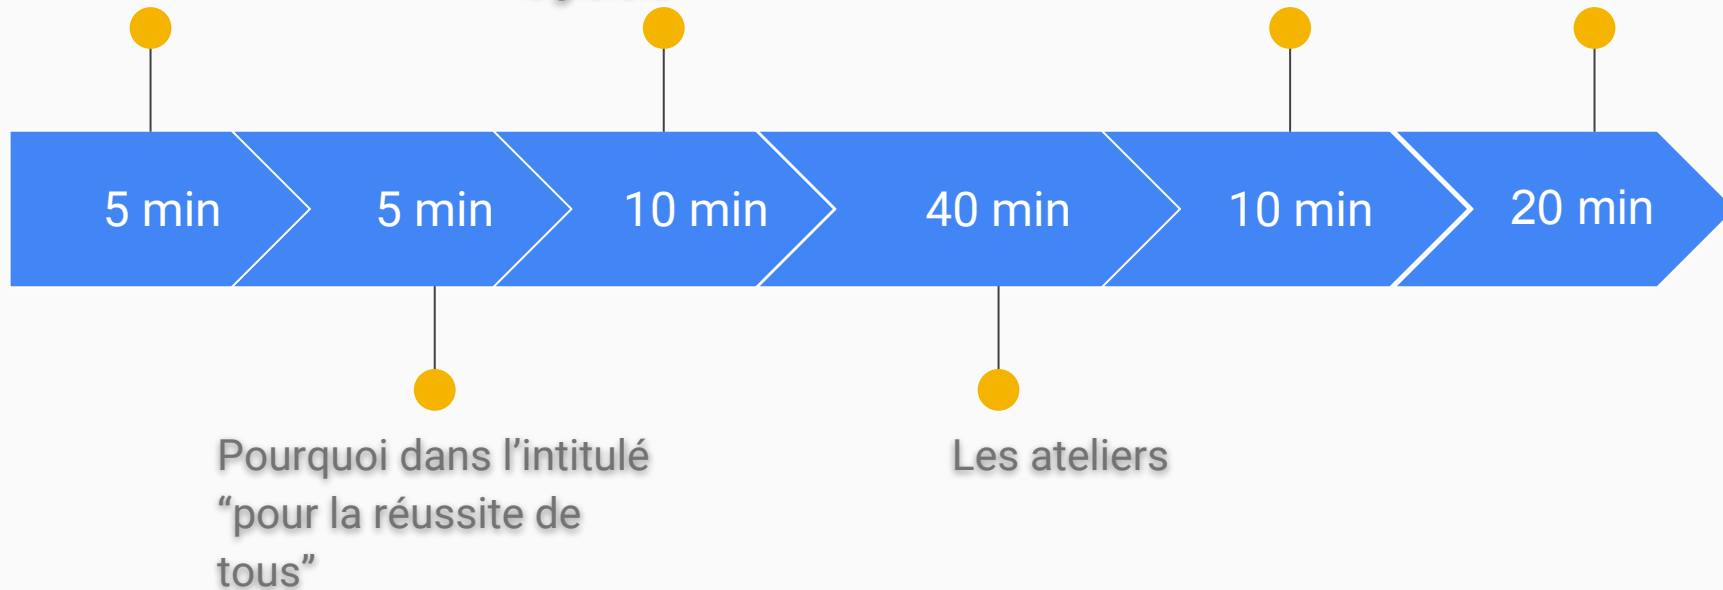 5 min
5 min
10 min
40 min
10 min
20 min
Pourquoi dans l’intitulé
“pour la réussite de
tous”
Les ateliers